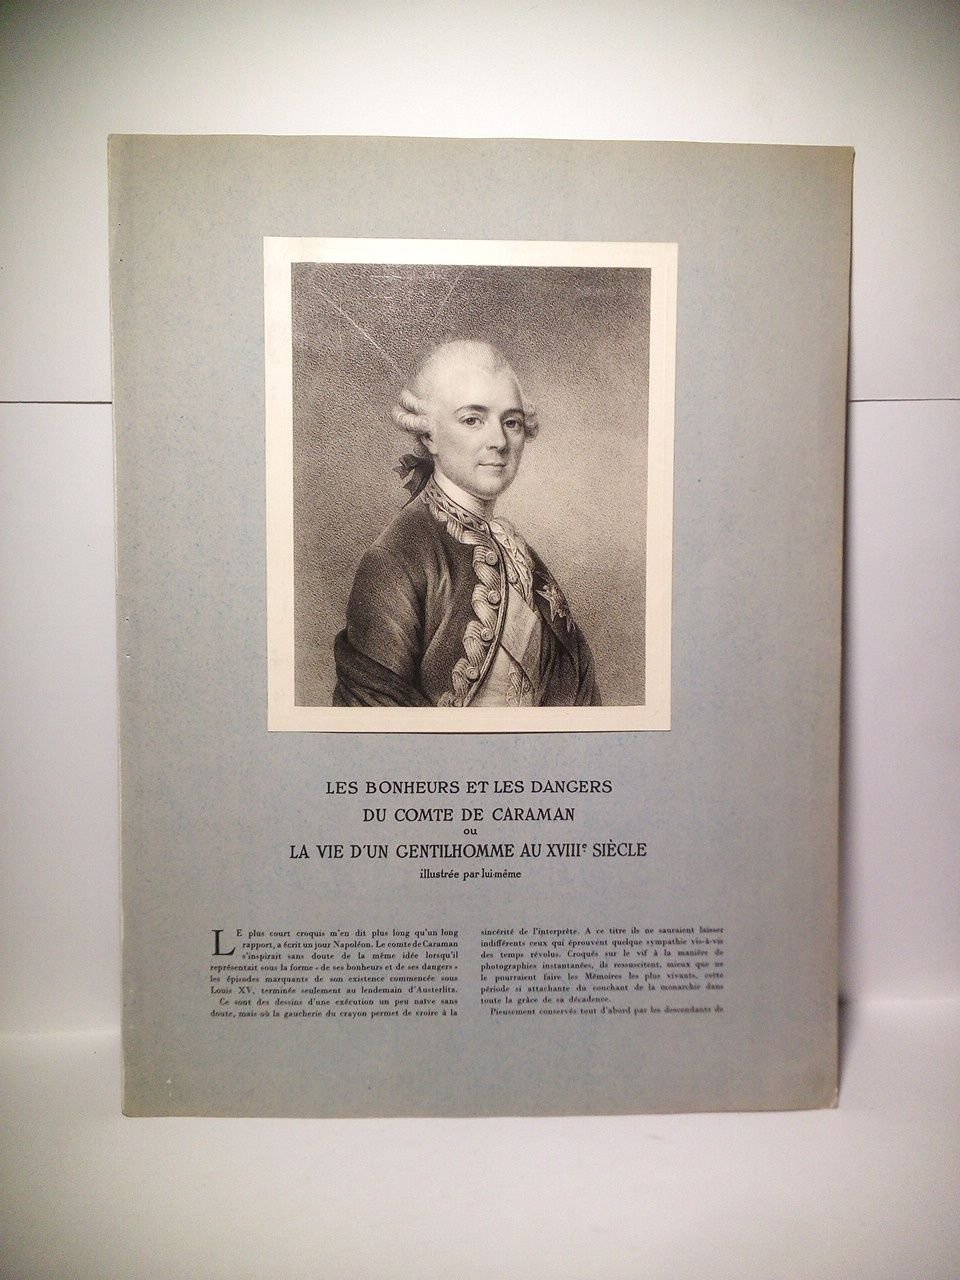 LES BONHEURS ET LES DANGERS
DU COMTE DE CARAMAN
ou
LA VIE D'UN GENTILHOMME AU XVIIIe SIÈCLE
illustrée par lui-même
LE plus court croquis m'en dit plus long qu'un long
rapport, a écrit un jour Napoléon. Le comte de Caraman
s'inspirait sans doute de la même idée lorsqu'il
représentait sous la forme « de ses bonheurs et de ses dangers »
les épisodes marquants de son existence commencée sous
Louis XV, terminée seulement au lendemain d'Austerlitz.
Ce sont des dessins d'une exécution un peu naïve sans
doute, mais où la gaucherie du crayon permet de croire à la
sincérité de l'interprète. A ce titre ils ne sauraient laisser
indifférents ceux qui éprouvent quelque sympathie vis-à-vis
des temps révolus. Croqués sur le vif à la manière de
photographies instantanées, ils ressuscitent, mieux que ne
le pourraient faire les Mémoires les plus vivants, cette
période si attachante du couchant de la monarchie dans
toute la grâce de sa décadence.
Pieusement conservés tout d'abord par les descendants de